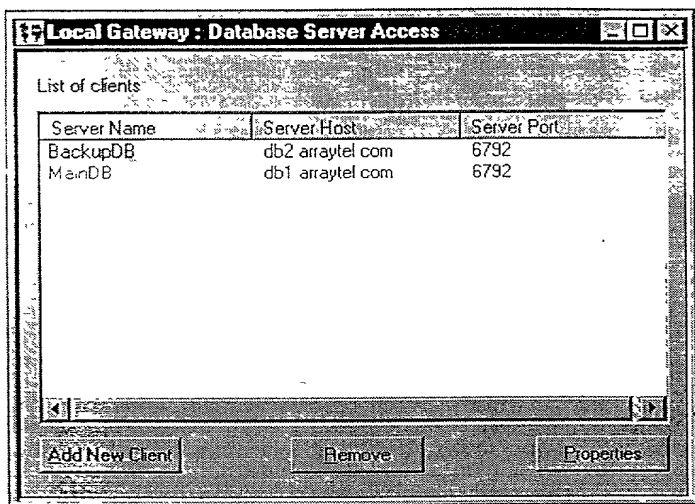 Local Gateway : Database Server Access
List of clients
Server Name Server Host Server Port
BackupDB db2 arraytel com 6792
MainDB db1 arraytel com 6792
Add New Client Remove Properties